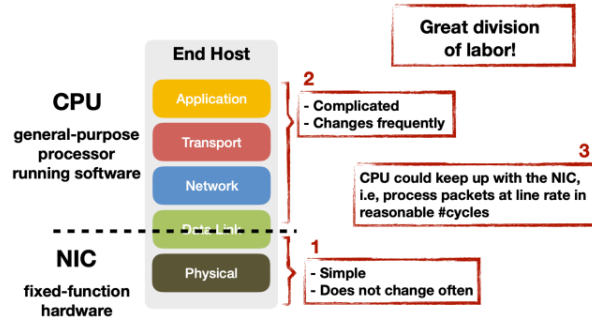 Great division
of labor!
End Host
CPU
general-purpose
processor
running software
Application
Transport
Network
Data Link
Physical
NIC
fixed-function
hardware
2
- Complicated
- Changes frequently
3
CPU could keep up with the NIC,
i.e, process packets at line rate in
reasonable #cycles
1
- Simple
- Does not change often